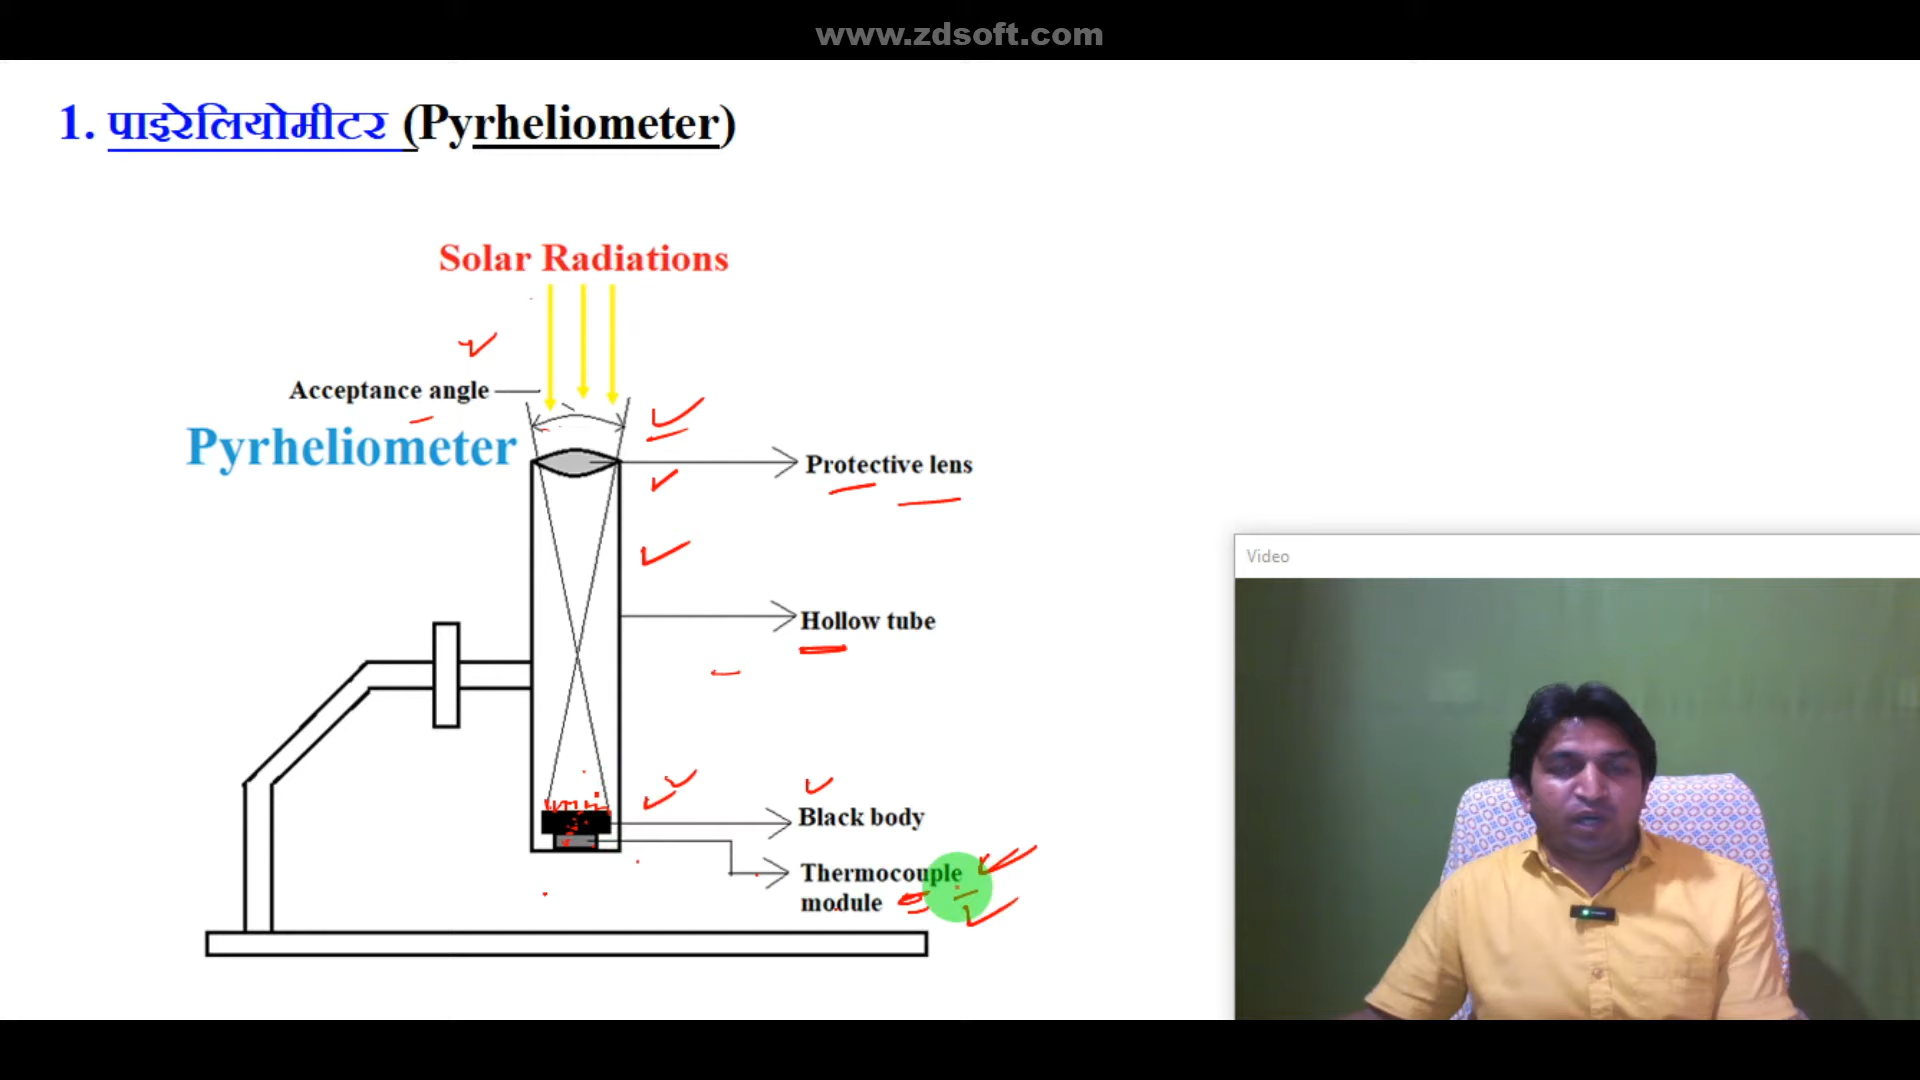 www.zdsoft.com
1. पाइरेलियोमीटर (Pyrheliometer)
Solar Radiations
Acceptance angle
Pyrheliometer
Protective lens
Video
Hollow tube
Black body
Thermocouple
module